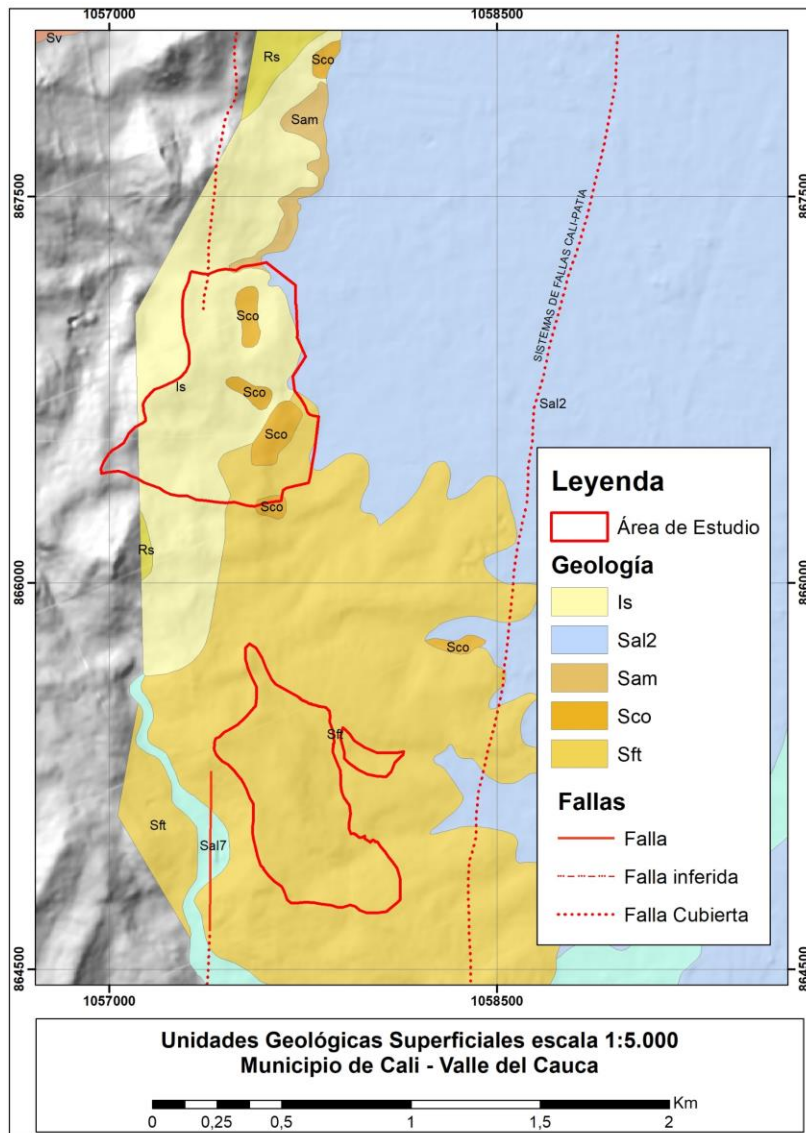 1057000
1058500
Sv
Rs
Sco
Sam
867500
867500
SISTEMAS DE FALLAS CALI-PATIA
Sco
Is
Sco
Sal2
Sco
Sco
Rs
866000
866000
Sco
Sft
Sft
Sal7
864500
864500
1057000
1058500
Leyenda
Área de Estudio
Geología
Is
Sal2
Sam
Sco
Sft
Fallas
Falla
Falla inferida
Falla Cubierta
Unidades Geológicas Superficiales escala 1:5.000
Municipio de Cali - Valle del Cauca
Km
0 0,25 0,5 1 1,5 2